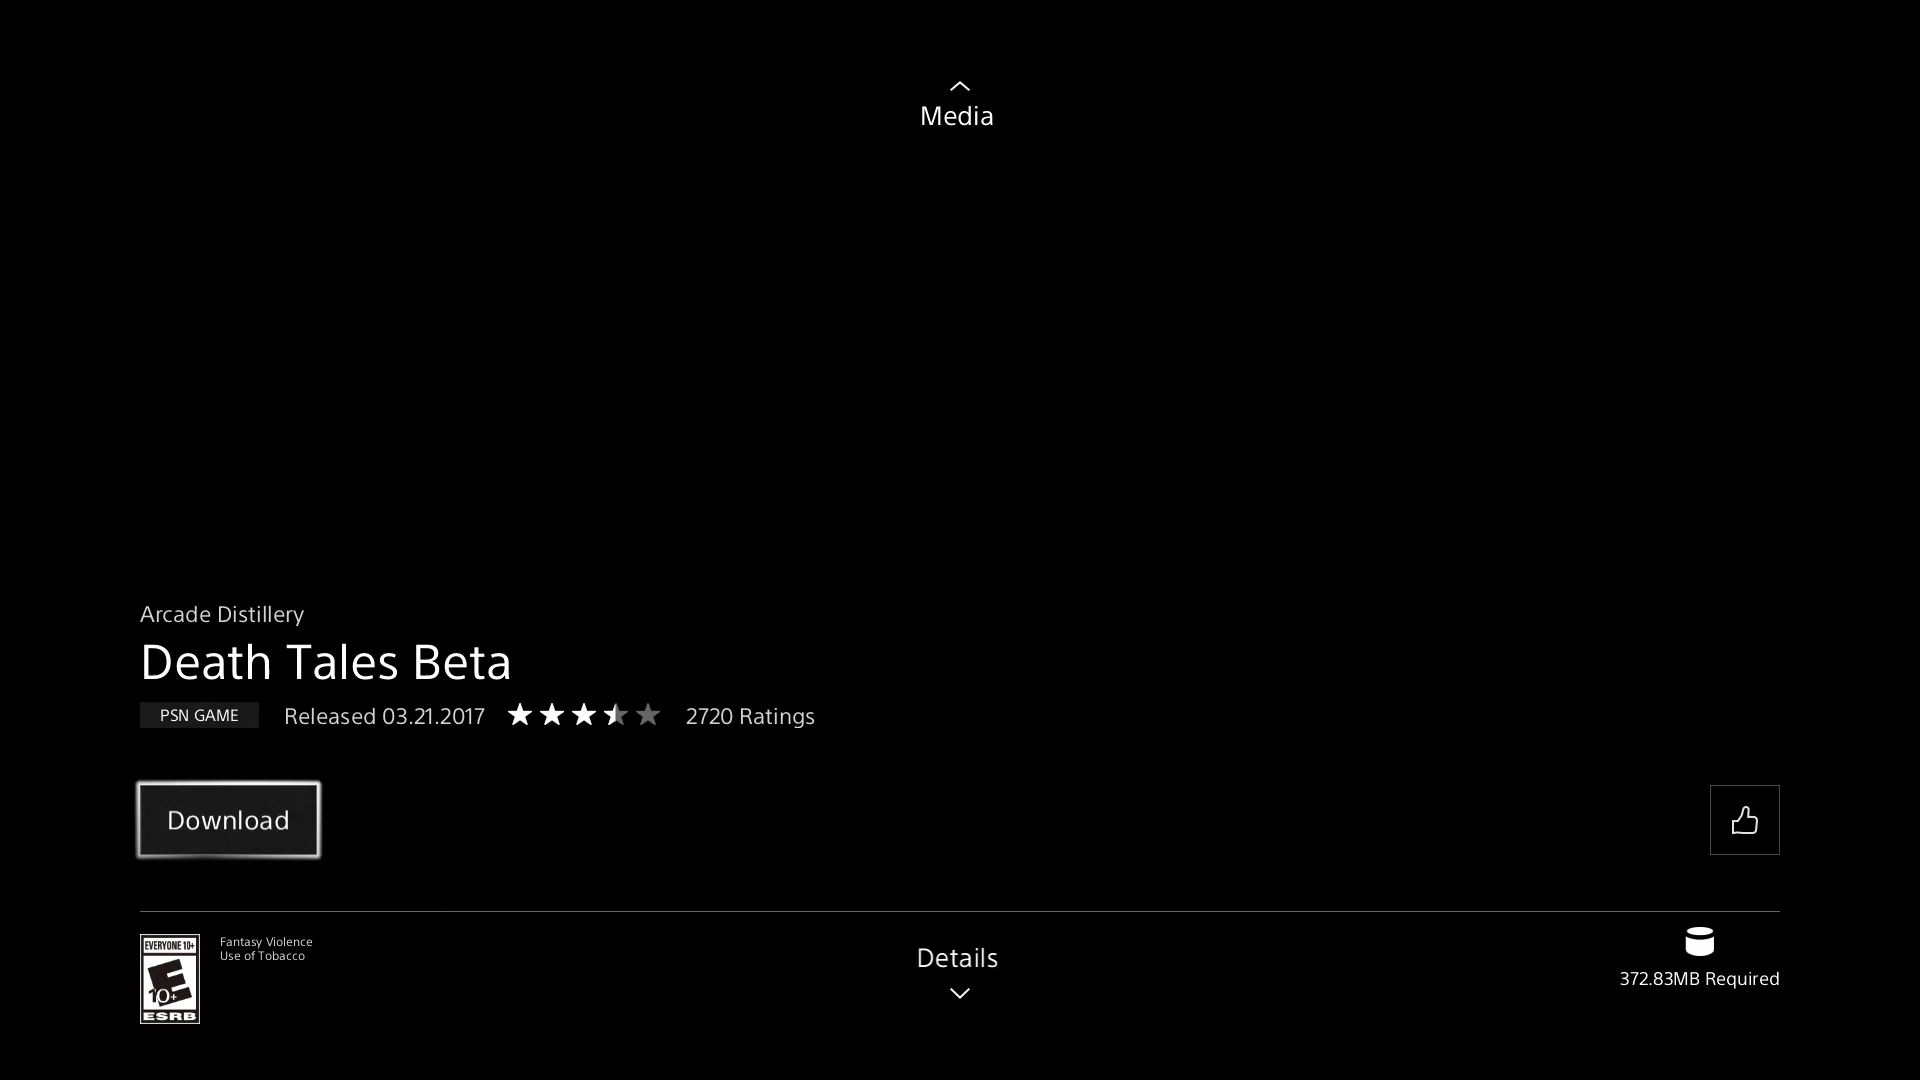 Media
Arcade Distillery
Death Tales Beta
PSN GAME Released 03.21.2017 2720 Ratings
Download
EVERYONE 10+
E
10+
ESRB
Fantasy Violence
Use of Tobacco
Details
372.83MB Required